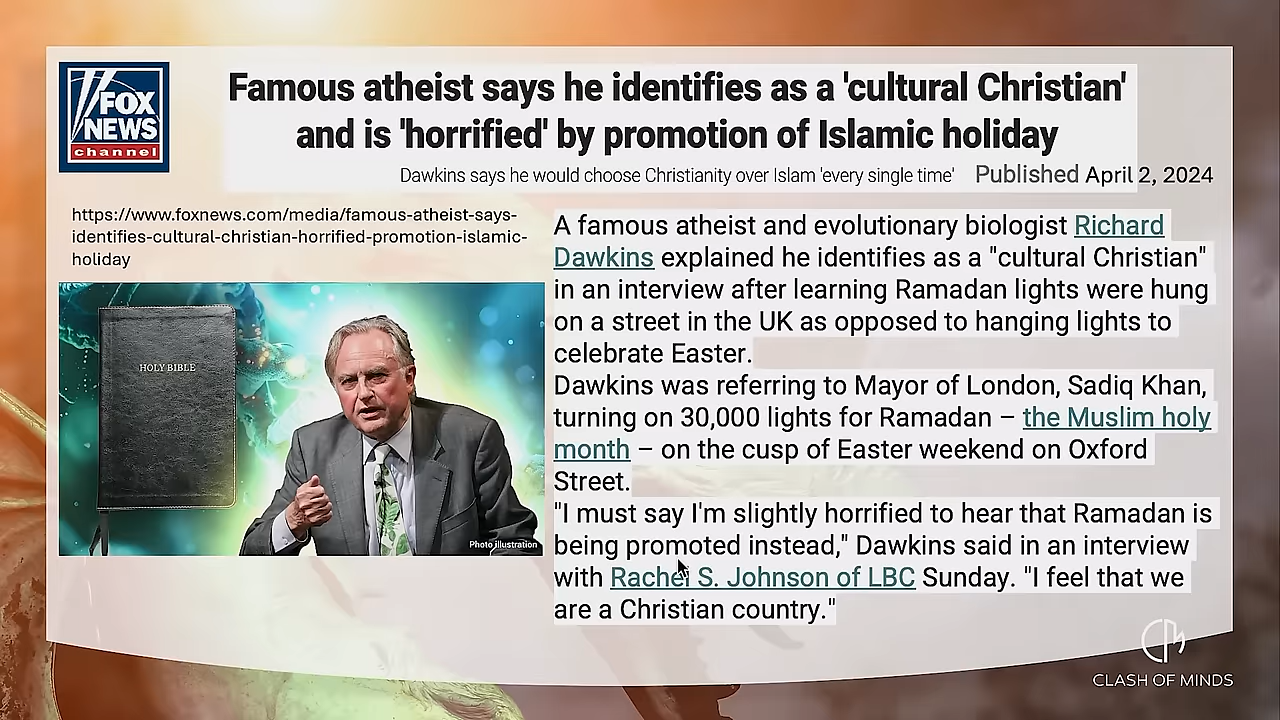 FOX
NEWS
channel
Famous atheist says he identifies as a 'cultural Christian'
and is 'horrified' by promotion of Islamic holiday
Dawkins says he would choose Christianity over Islam 'every single time'
Published April 2, 2024
https://www.foxnews.com/media/famous-atheist-says-
identifies-cultural-christian-horrified-promotion-islamic-
holiday
HOLY BIBLE
Photo illustration
A famous atheist and evolutionary biologist Richard
Dawkins explained he identifies as a "cultural Christian"
in an interview after learning Ramadan lights were hung
on a street in the UK as opposed to hanging lights to
celebrate Easter.
Dawkins was referring to Mayor of London, Sadiq Khan,
turning on 30,000 lights for Ramadan – the Muslim holy
month – on the cusp of Easter weekend on Oxford
Street.
"I must say I'm slightly horrified to hear that Ramadan is
being promoted instead," Dawkins said in an interview
with Rachel S. Johnson of LBC Sunday. "I feel that we
are a Christian country."
CLASH OF MINDS